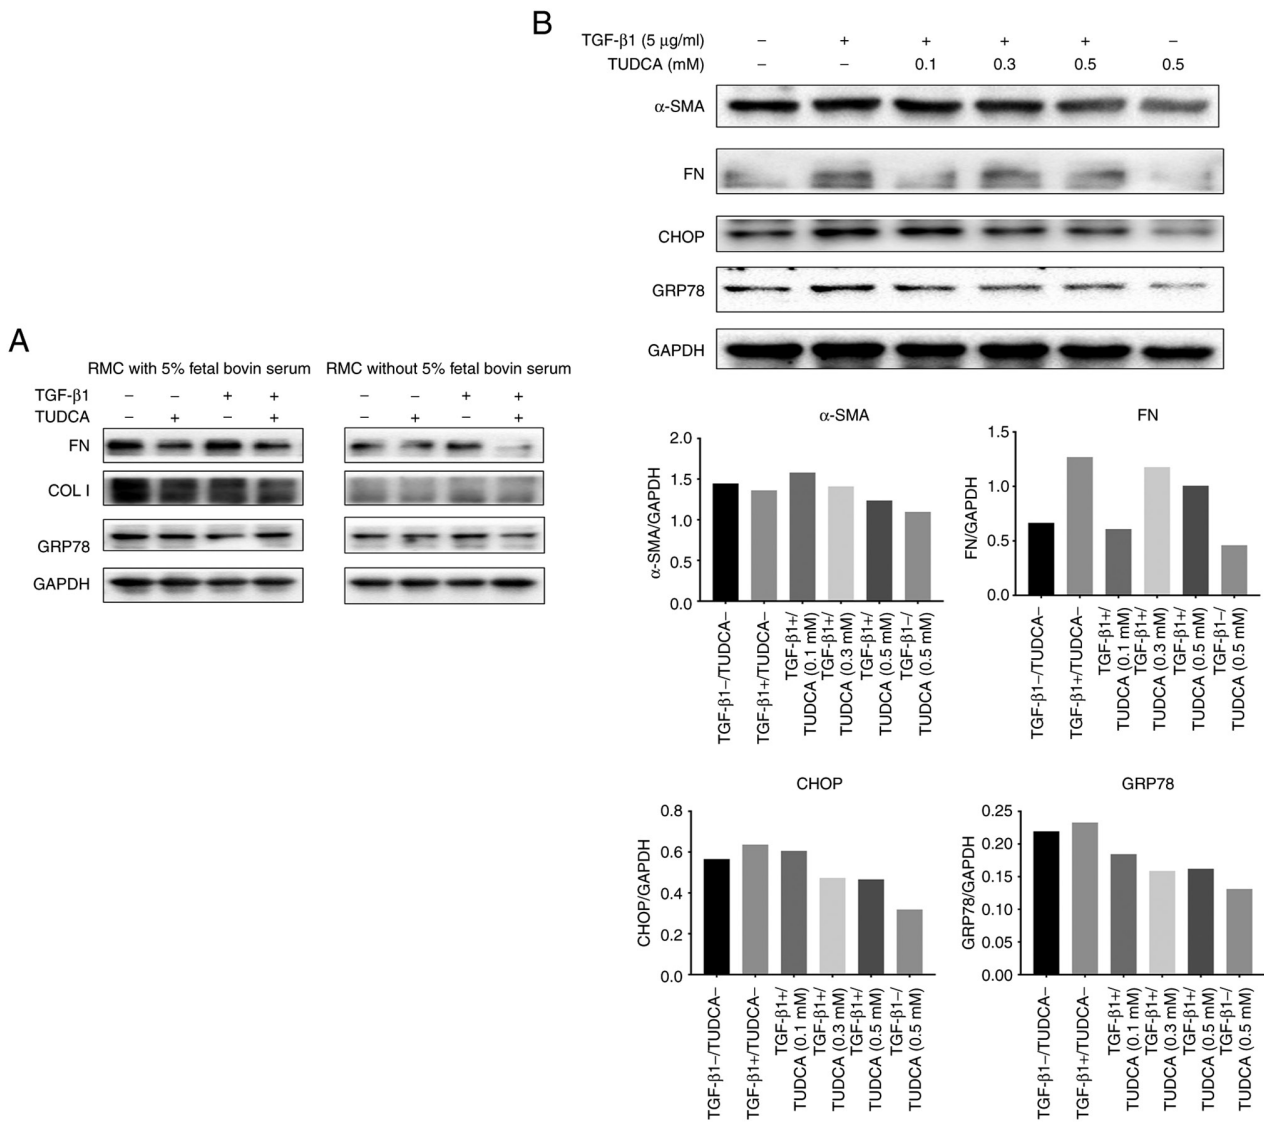 B
TGF-β1 (5 μg/ml) – + + + + –
TUDCA (mM) – – 0.1 0.3 0.5 0.5
α-SMA
FN
CHOP
GRP78
GAPDH
A
RMC with 5% fetal bovin serum
TGF-β1 – – + +
TUDCA – + – +
FN
COL I
GRP78
GAPDH
RMC without 5% fetal bovin serum
– – + +
– + – +
α-SMA
α-SMA/GAPDH
2.0
1.5
1.0
0.5
0.0
TGF-β1–/TUDCA–
TGF-β1+/TUDCA–
TGF-β1+/
TUDCA (0.1 mM)
TGF-β1+/
TUDCA (0.3 mM)
TGF-β1+/
TUDCA (0.5 mM)
TGF-β1–/
TUDCA (0.5 mM)
FN
FN/GAPDH
1.5
1.0
0.5
0.0
TGF-β1–/TUDCA–
TGF-β1+/TUDCA–
TGF-β1+/
TUDCA (0.1 mM)
TGF-β1+/
TUDCA (0.3 mM)
TGF-β1+/
TUDCA (0.5 mM)
TGF-β1–/
TUDCA (0.5 mM)
CHOP
CHOP/GAPDH
0.8
0.6
0.4
0.2
0.0
TGF-β1–/TUDCA–
TGF-β1+/TUDCA–
TGF-β1+/
TUDCA (0.1 mM)
TGF-β1+/
TUDCA (0.3 mM)
TGF-β1+/
TUDCA (0.5 mM)
TGF-β1–/
TUDCA (0.5 mM)
GRP78
GRP78/GAPDH
0.25
0.20
0.15
0.10
0.05
0.00
TGF-β1–/TUDCA–
TGF-β1+/TUDCA–
TGF-β1+/
TUDCA (0.1 mM)
TGF-β1+/
TUDCA (0.3 mM)
TGF-β1+/
TUDCA (0.5 mM)
TGF-β1–/
TUDCA (0.5 mM)